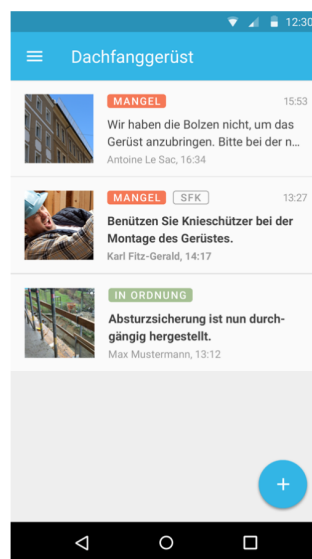 12:30
Dachfanggerüst
MANGEL 15:53
Wir haben die Bolzen nicht, um das
Gerüst anzubringen. Bitte bei der n...
Antoine Le Sac, 16:34
MANGEL SFK 13:27
Benützen Sie Knieschützer bei der
Montage des Gerüstes.
Karl Fitz-Gerald, 14:17
IN ORDNUNG
Absturzsicherung ist nun durch-
gängig hergestellt.
Max Mustermann, 13:12